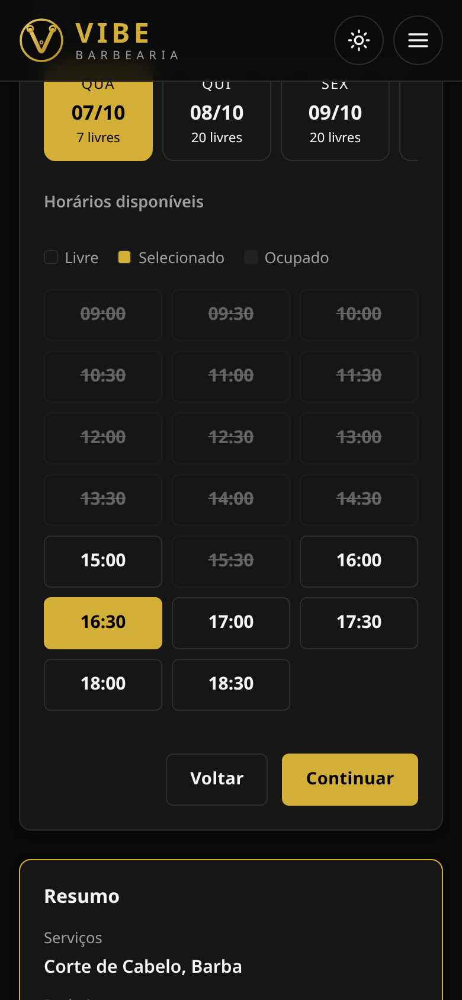 VIBE
BARBEARIA
QUA QUI SEX
07/10 08/10 09/10
7 livres 20 livres 20 livres
Horários disponíveis
Livre Selecionado Ocupado
09:00 09:30 10:00
10:30 11:00 11:30
12:00 12:30 13:00
13:30 14:00 14:30
15:00 15:30 16:00
16:30 17:00 17:30
18:00 18:30
Voltar Continuar
Resumo
Serviços
Corte de Cabelo, Barba